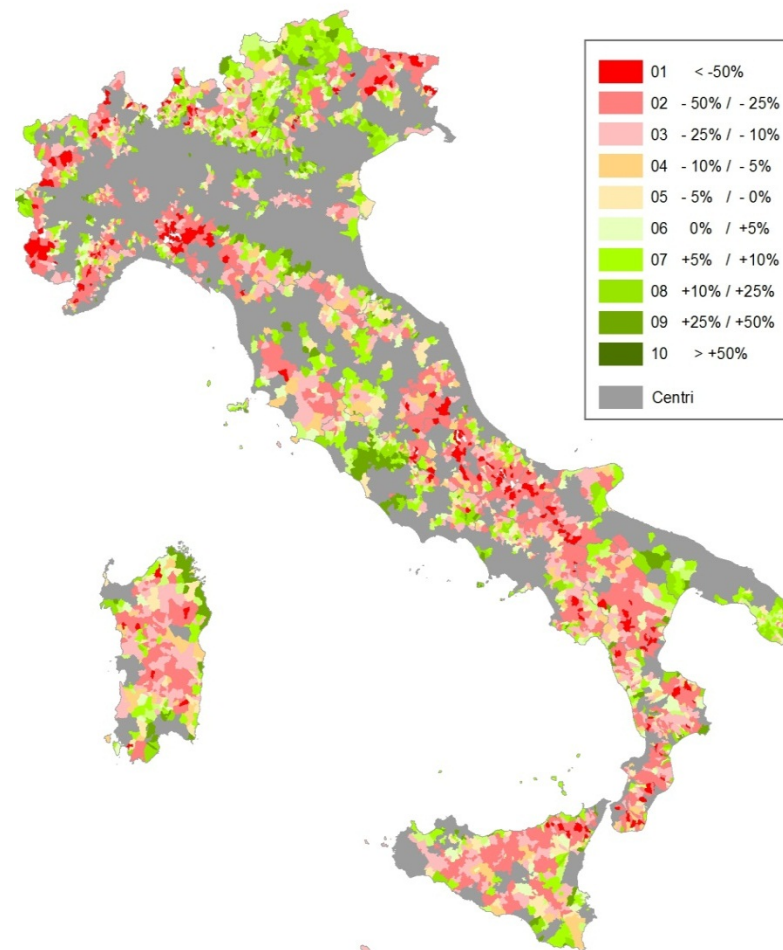 01 < -50%
02 - 50% / - 25%
03 - 25% / - 10%
04 - 10% / - 5%
05 - 5% / - 0%
06 0% / +5%
07 +5% / +10%
08 +10% / +25%
09 +25% / +50%
10 > +50%
Centri